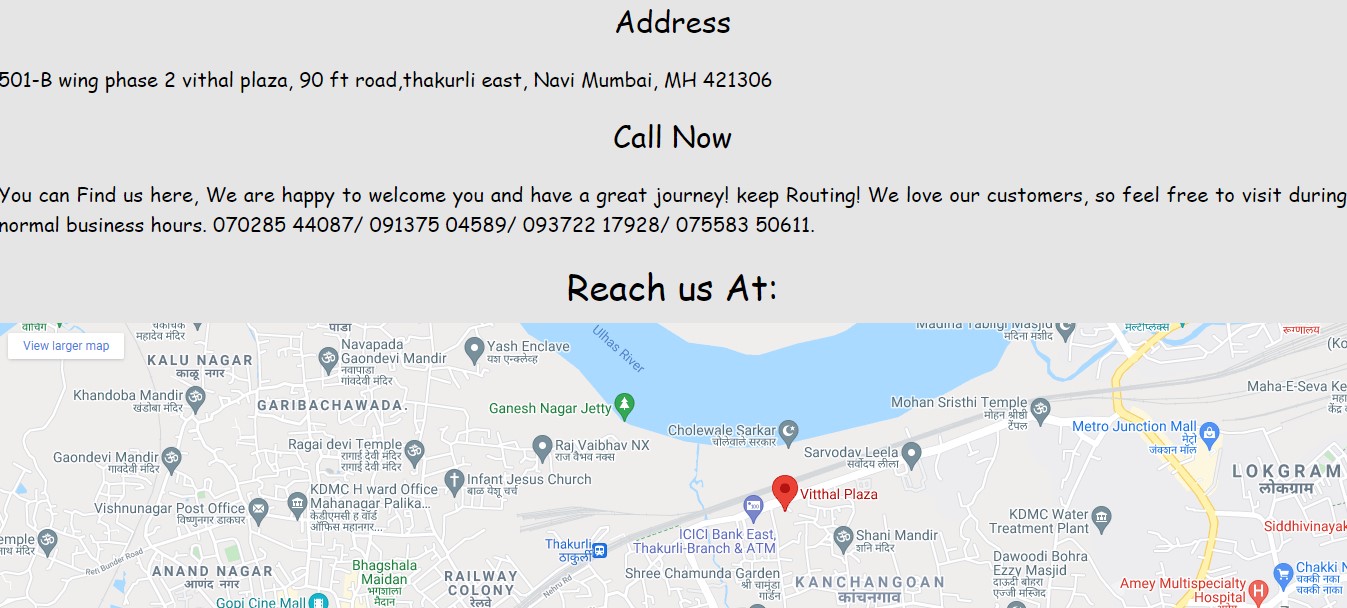 Address
501-B wing phase 2 vithal plaza, 90 ft road,thakurli east, Navi Mumbai, MH 421306
Call Now
You can Find us here, We are happy to welcome you and have a great journey! keep Routing! We love our customers, so feel free to visit during
normal business hours. 070285 44087/ 091375 04589/ 093722 17928/ 075583 50611.
Reach us At:
View larger map
महादेव मंदिर
पाडा
KALU NAGAR
काळू नगर
Navapada
Gaondevi Mandir
नवापाडा
गांवदेवी मंदिर
Yash Enclave
यश एन्क्लेव्ह
Ulhas River
Madina Tabligi Masjid
मदिना मशीद
मल्टीप्लेक्स
रूग्णालय
Khandoba Mandir
खंडोबा मंदिर
GARIBACHAWADA.
Ganesh Nagar Jetty
Mohan Sristhi Temple
मोहन श्रीष्ठी
टेंपल
Maha-E-Seva Ke
Cholewale Sarkar
चोलेवाले सरकार
Metro Junction Mall
मेट्रो
जंक्शन मॉल
Ragai devi Temple
रागाई देवी मंदिर
रागाई देवी मंदिर
Raj Vaibhav NX
राज वैभव नक्स
Sarvodav Leela
सर्वोदय लीला
Gaondevi Mandir
गावदेवी मंदिर
Infant Jesus Church
बाळ येशू चर्च
LOKGRAM
लोकग्राम
KDMC H ward Office
Mahanagar Palika...
केडीएमसी ह वॉर्ड
ऑफिस महानगर...
Vitthal Plaza
Vishnunagar Post Office
विष्णूनगर डाकघर
KDMC Water
Treatment Plant
Siddhivinayak
ICICI Bank East,
Thakurli-Branch & ATM
Shani Mandir
शनि मंदिर
emple
नाथ मंदिर
Thakurli
ठाकुर्ली
Reti Bunder Road
Bhagshala
Maidan
भागशाला
मैदान
Dawoodi Bohra
Ezzy Masjid
दाऊदी बोहरा
एज्जी मस्जिद
ANAND NAGAR
आणंद नगर
RAILWAY
COLONY
रेलवे
Nehru Rd
Shree Chamunda Garden
श्री चामुंडा
गार्डन
KANCHANGOAN
कांचनगांव
Chakki N
चक्की नाका
चक्की नाका
Amey Multispecialty
Hospital
Gopi Cine Mall